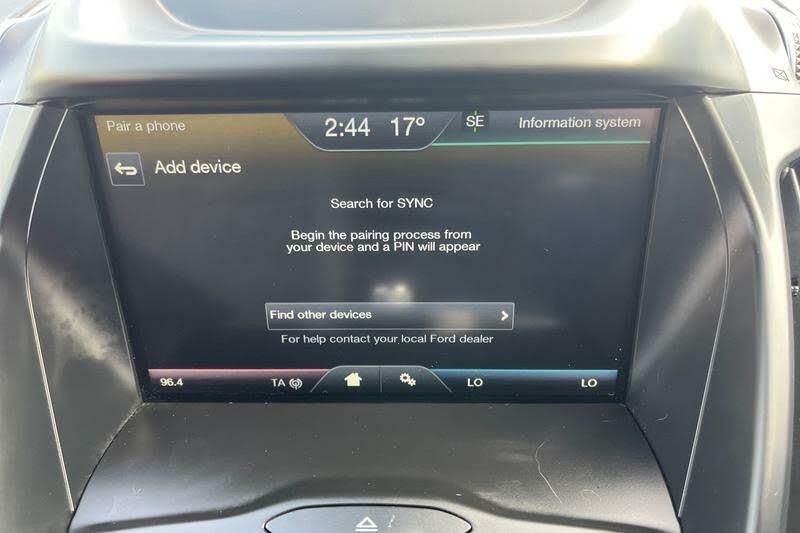 Pair a phone
2:44 17° SE
Information system
Add device
Search for SYNC
Begin the pairing process from
your device and a PIN will appear
Find other devices
For help contact your local Ford dealer
96.4 TA LO LO